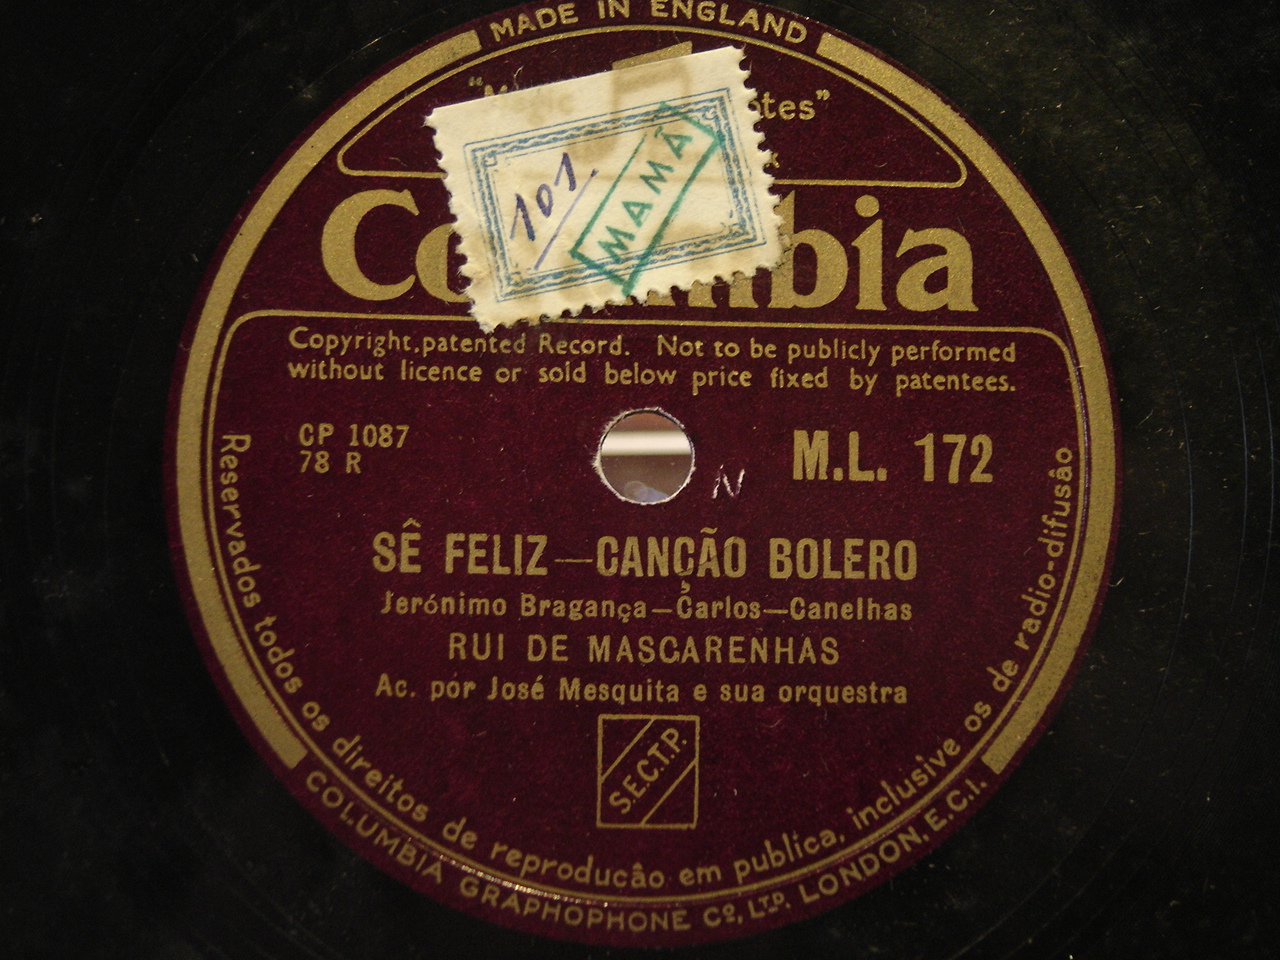 MADE IN ENGLAND
101.
MAMÃ
Copyright, patented Record. Not to be publicly performed
without licence or sold below price fixed by patentees.
CP 1087
78 R
M.L. 172
N
SÊ FELIZ—CANÇÃO BOLERO
Jerónimo Bragança—Carlos—Canelhas
RUI DE MASCARENHAS
Ac. por José Mesquita e sua orquestra
S.E.C.T.P.
Reservados todos os direitos de reproducâo em publica, inclusive os de radio-difusâo
COLUMBIA GRAPHOPHONE Co., LTD. LONDON, E.C.1.